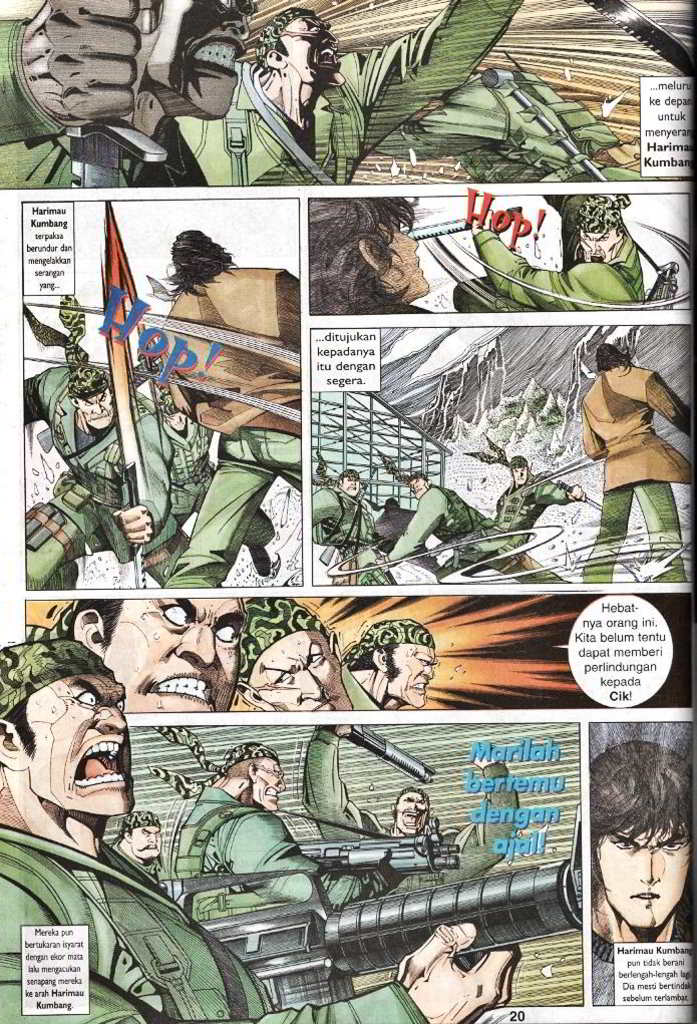 ...meluru
ke depan
untuk
menyerang
Harimau
Kumbang
Harimau
Kumbang
terpaksa
berundur dan
mengelakkan
serangan
yang...
Hop!
Hop!
...ditujukan
kepadanya
itu dengan
segera.
Hebat-
nya orang ini.
Kita belum tentu
dapat memberi
perlindungan
kepada
Cik!
Marilah
bertemu
dengan
ajal!
Mereka pun
bertukaran isyarat
dengan ekor mata
lalu mengacukan
senapang mereka
ke arah Harimau
Kumbang.
Harimau Kumbang
pun tidak berani
berlengah-lengah lagi.
Dia mesti bertindak
sebelum terlambat.
20